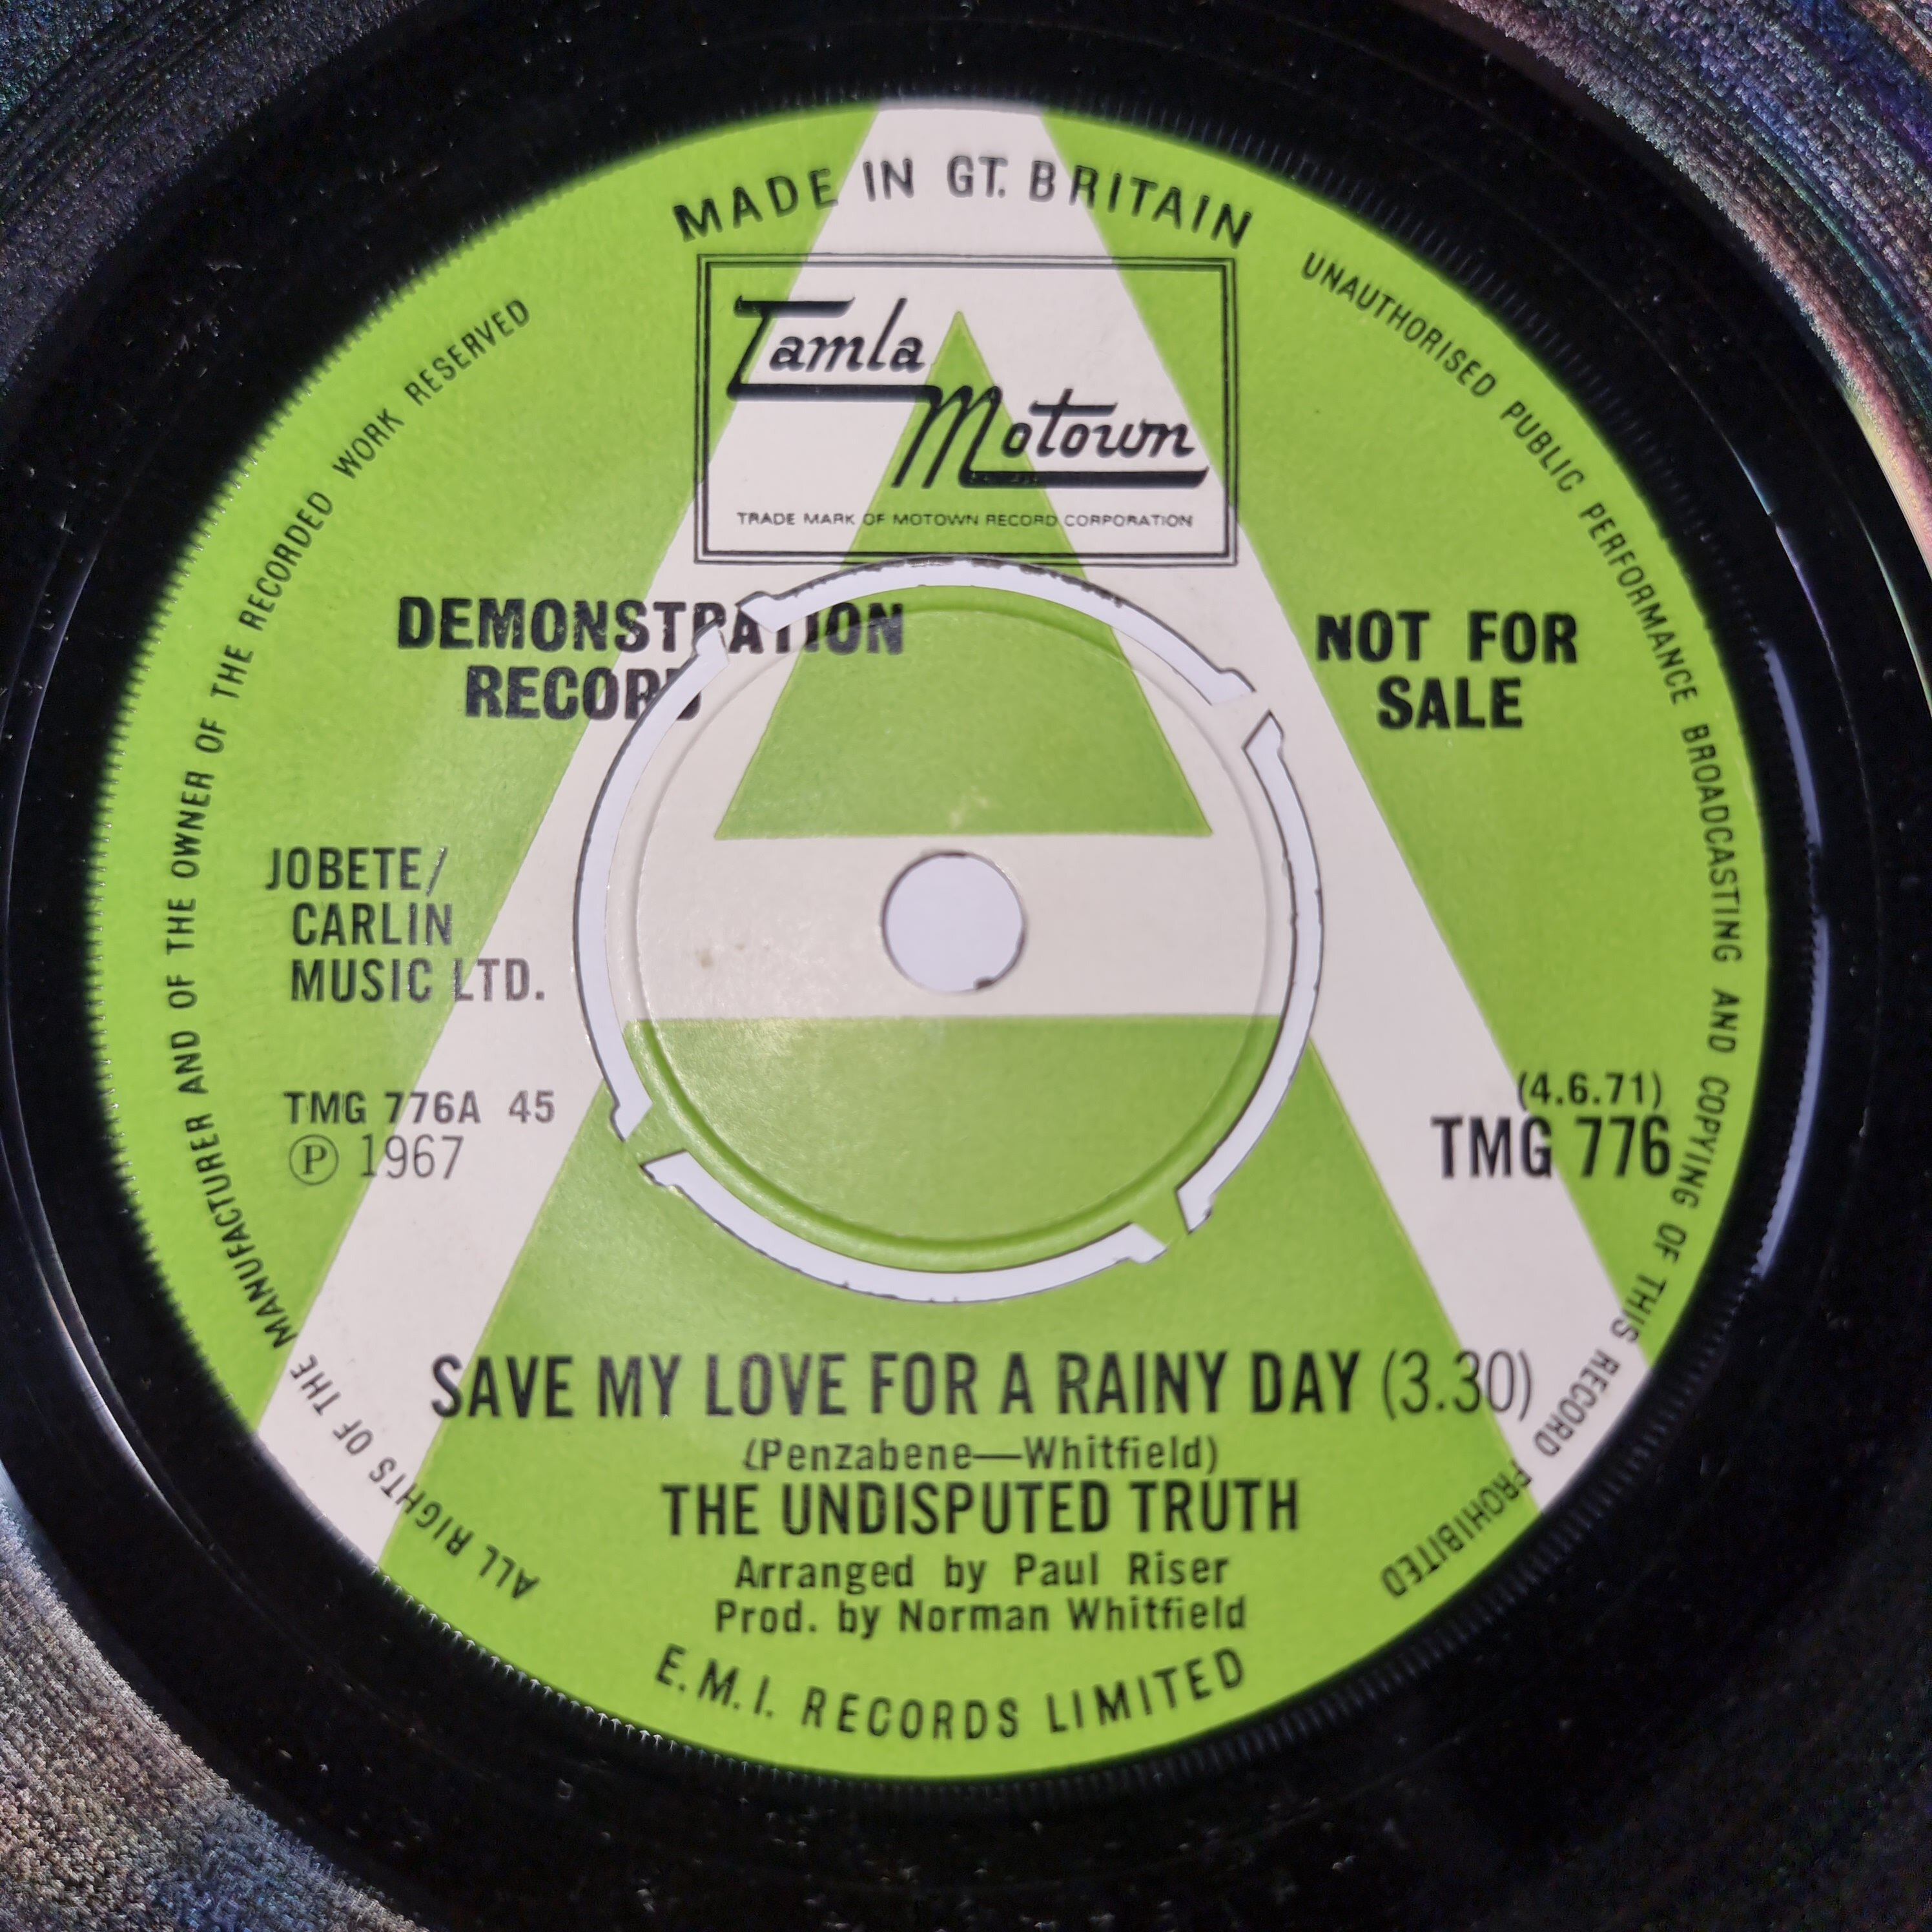 MADE IN GT. BRITAIN
Tamla
Motown
TRADE MARK OF MOTOWN RECORD CORPORATION
DEMONSTRATION
RECORD
NOT FOR
SALE
JOBETE/
CARLIN
MUSIC LTD.
TMG 776A 45
Ⓟ 1967
(4.6.71)
TMG 776
SAVE MY LOVE FOR A RAINY DAY (3.30)
(Penzabene—Whitfield)
THE UNDISPUTED TRUTH
Arranged by Paul Riser
Prod. by Norman Whitfield
E.M.I. RECORDS LIMITED
ALL RIGHTS OF THE MANUFACTURER AND OF THE OWNER OF THE RECORDED WORK RESERVED
UNAUTHORISED PUBLIC PERFORMANCE BROADCASTING AND COPYING OF THIS RECORD PROHIBITED
A